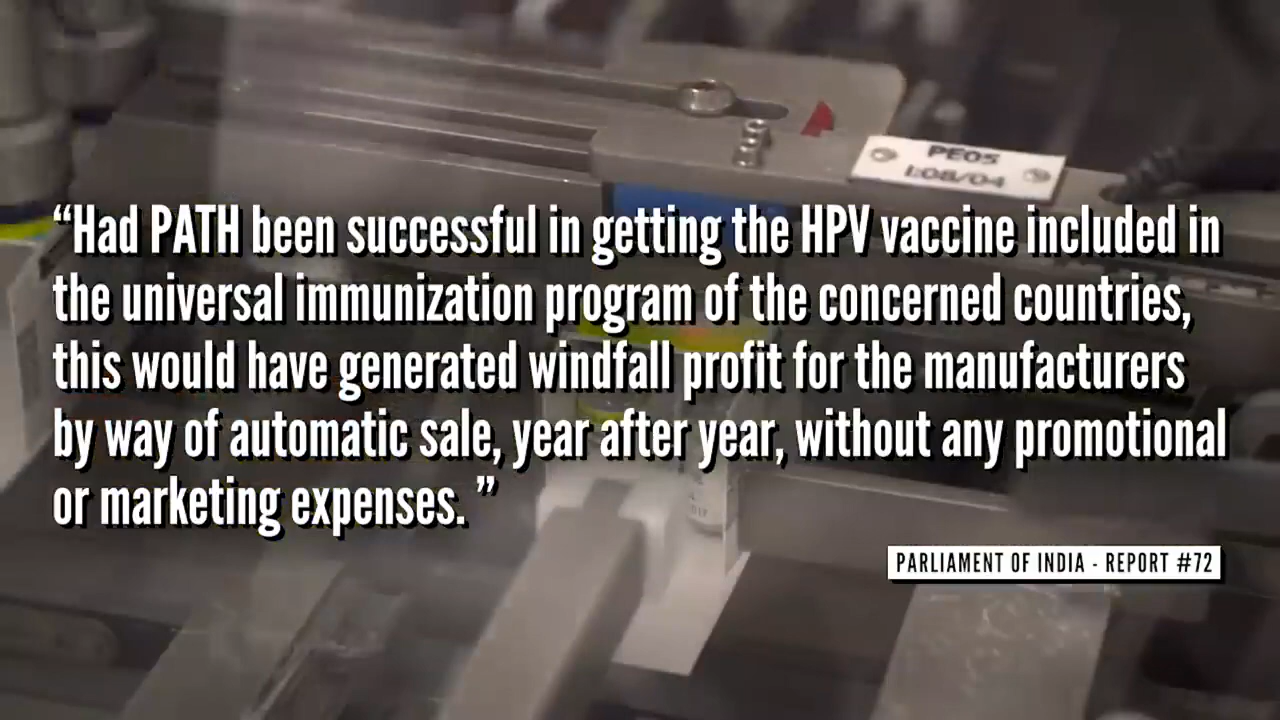 PE05
1:08/04
“Had PATH been successful in getting the HPV vaccine included in
the universal immunization program of the concerned countries,
this would have generated windfall profit for the manufacturers
by way of automatic sale, year after year, without any promotional
or marketing expenses. ”
PARLIAMENT OF INDIA - REPORT #72